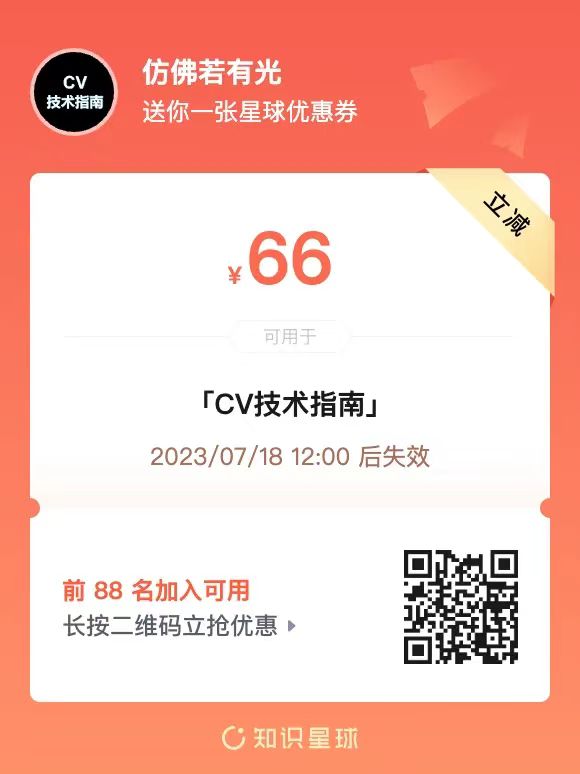 CV
技术指南
仿佛若有光
送你一张星球优惠券
立减
¥66
可用于
「CV技术指南」
2023/07/18 12:00 后失效
前 88 名加入可用
长按二维码立抢优惠
知识星球